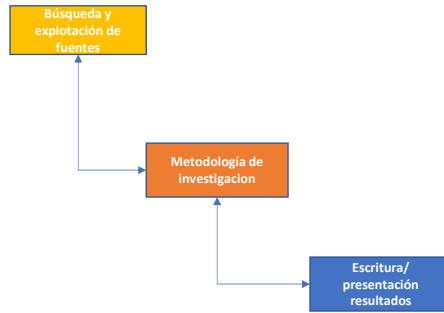 Búsqueda y
explotación de
fuentes
Metodología de
investigacion
Escritura/
presentación
resultados